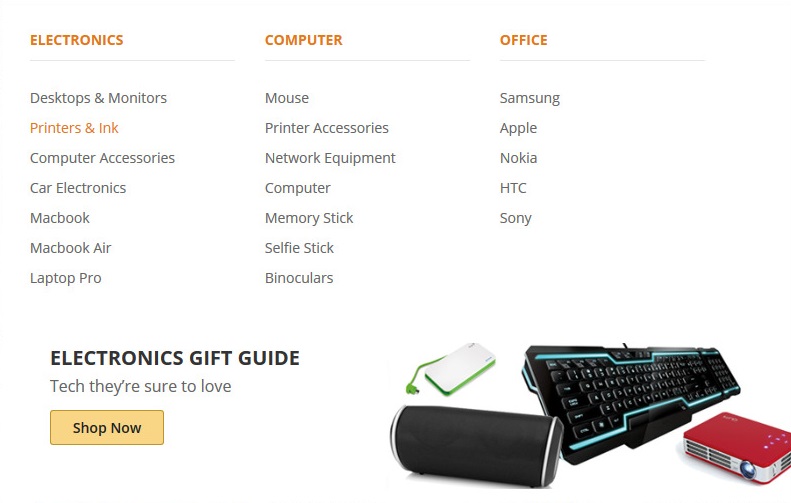 ELECTRONICS
Desktops & Monitors
Printers & Ink
Computer Accessories
Car Electronics
Macbook
Macbook Air
Laptop Pro
COMPUTER
Mouse
Printer Accessories
Network Equipment
Computer
Memory Stick
Selfie Stick
Binoculars
OFFICE
Samsung
Apple
Nokia
HTC
Sony
ELECTRONICS GIFT GUIDE
Tech they’re sure to love
Shop Now